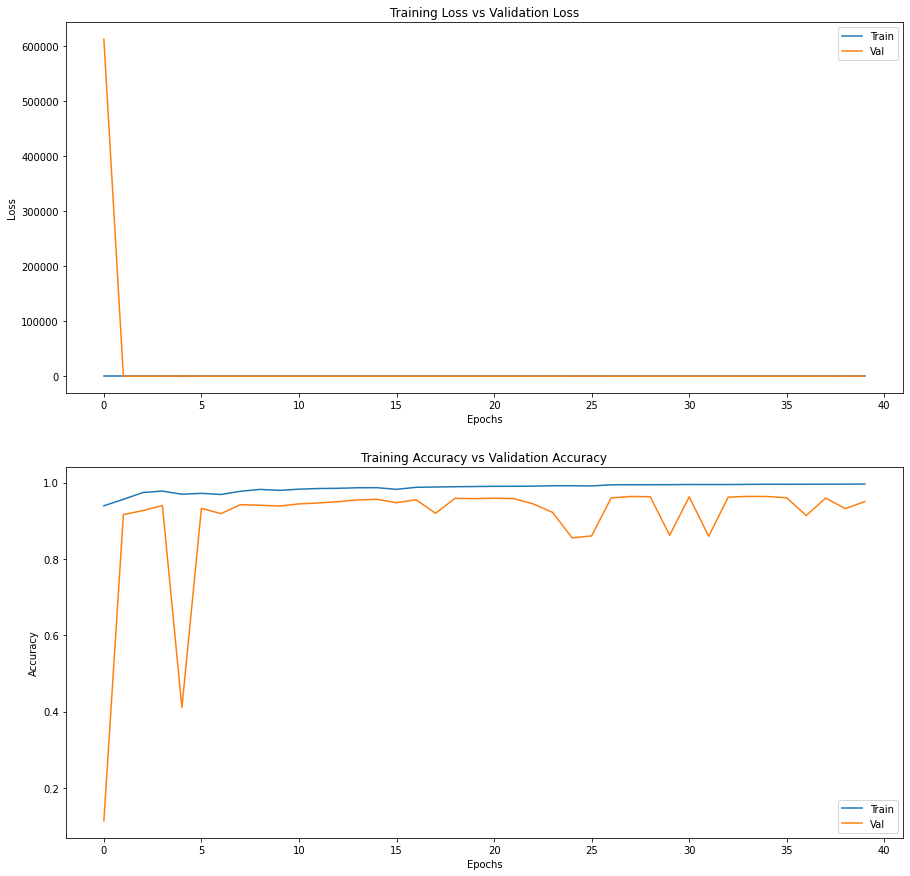 Training Loss vs Validation Loss
Train
Val
600000
500000
400000
300000
200000
100000
0
Loss
0 5 10 15 20 25 30 35 40
Epochs
Training Accuracy vs Validation Accuracy
1.0
0.8
0.6
0.4
0.2
Accuracy
Train
Val
0 5 10 15 20 25 30 35 40
Epochs